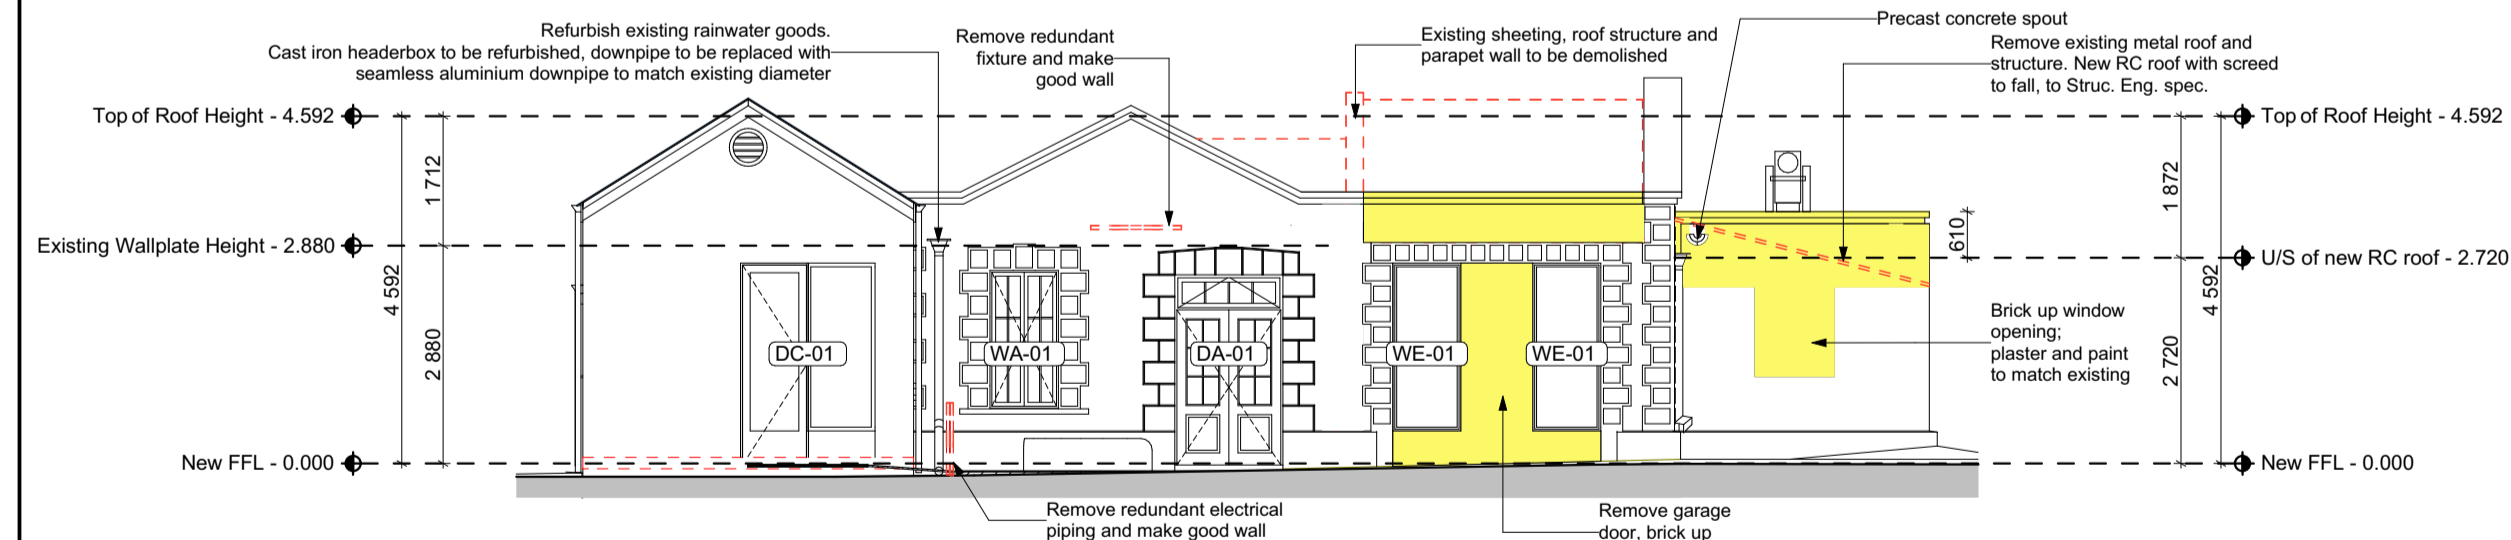 Refurbish existing rainwater goods.
Cast iron headerbox to be refurbished, downpipe to be replaced with
seamless aluminium downpipe to match existing diameter
Remove redundant
fixture and make
good wall
Existing sheeting, roof structure and
parapet wall to be demolished
Precast concrete spout
Remove existing metal roof and
structure. New RC roof with screed
to fall, to Struc. Eng. spec.
Top of Roof Height - 4.592
Existing Wallplate Height - 2.880
New FFL - 0.000
4 592
1 712
2 880
DC-01
WA-01
DA-01
WE-01
WE-01
610
1 872
2 720
4 592
Top of Roof Height - 4.592
U/S of new RC roof - 2.720
New FFL - 0.000
Brick up window
opening;
plaster and paint
to match existing
Remove redundant electrical
piping and make good wall
Remove garage
door, brick up